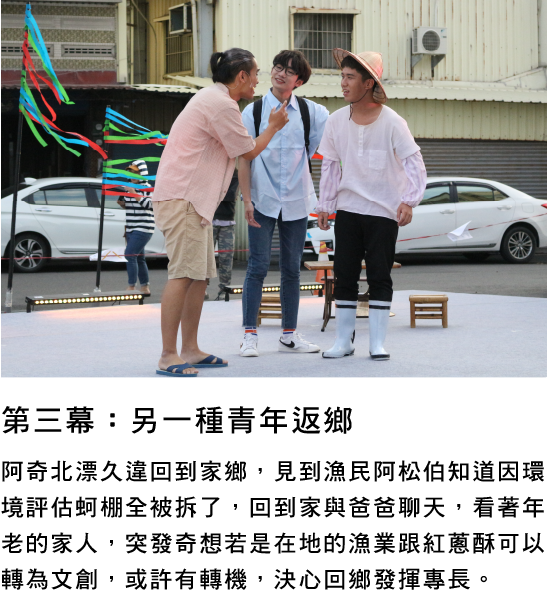 第三幕：另一種青年返鄉
阿奇北漂久違回到家鄉，見到漁民阿松伯知道因環
境評估蚵棚全被拆了，回到家與爸爸聊天，看著年
老的家人，突發奇想若是在地的漁業跟紅蔥酥可以
轉為文創，或許有轉機，決心回鄉發揮專長。